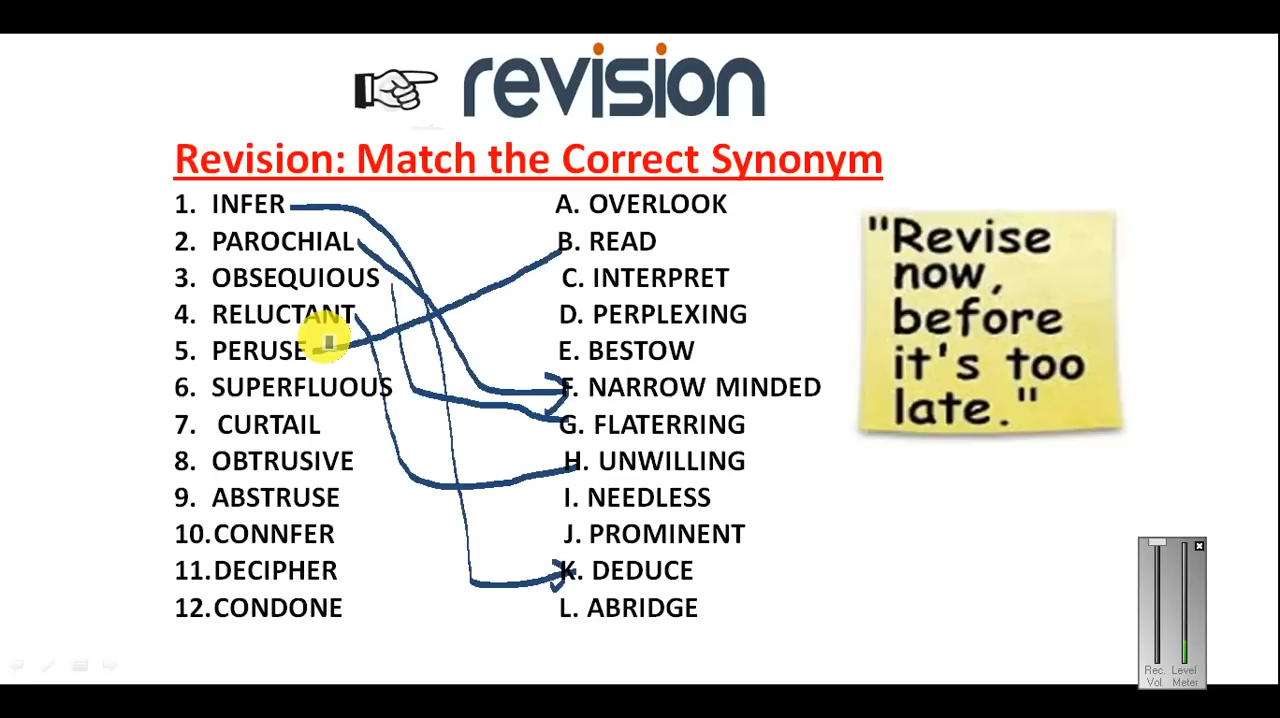 revision
Revision: Match the Correct Synonym
1. INFER A. OVERLOOK
2. PAROCHIAL B. READ
3. OBSEQUIOUS C. INTERPRET
4. RELUCTANT D. PERPLEXING
5. PERUSE E. BESTOW
6. SUPERFLUOUS F. NARROW MINDED
7. CURTAIL G. FLATERRING
8. OBTRUSIVE H. UNWILLING
9. ABSTRUSE I. NEEDLESS
10.CONNFER J. PROMINENT
11.DECIPHER K. DEDUCE
12.CONDONE L. ABRIDGE
"Revise
now,
before
it's too
late."
Rec. Level
Vol. Meter